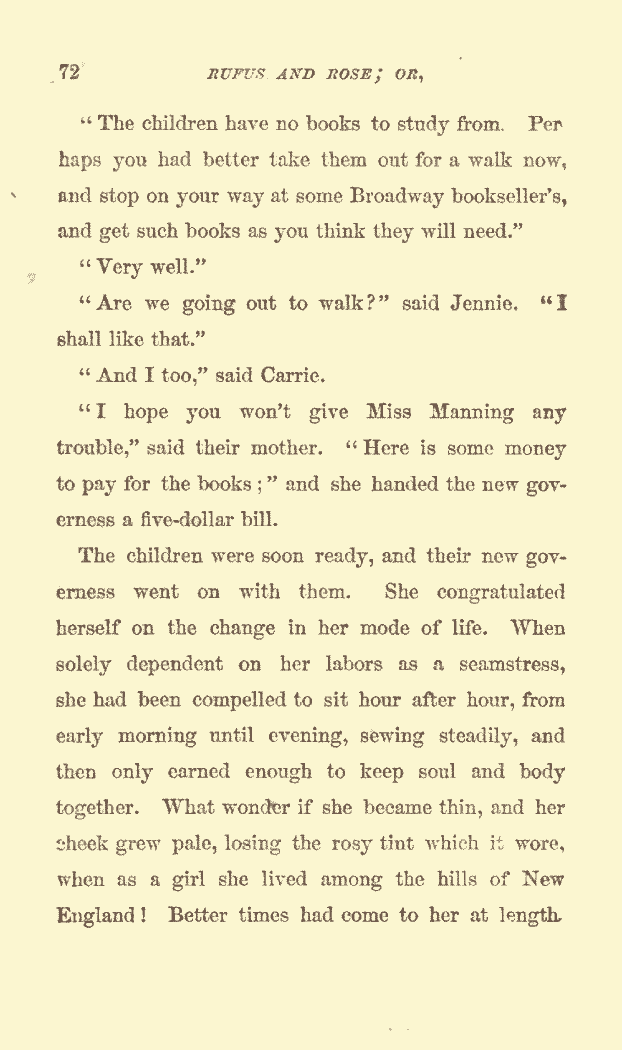 72 RUFUS AND ROSE; OR,
“ The children have no books to study from. Per
haps you had better take them out for a walk now,
and stop on your way at some Broadway bookseller’s,
and get such books as you think they will need.”
“ Very well.”
“ Are we going out to walk?” said Jennie. “I
shall like that.”
“ And I too,” said Carrie.
“I hope you won’t give Miss Manning any
trouble,” said their mother. “ Here is some money
to pay for the books ; ” and she handed the new gov-
erness a five-dollar bill.
The children were soon ready, and their new gov-
erness went on with them. She congratulated
herself on the change in her mode of life. When
solely dependent on her labors as a seamstress,
she had been compelled to sit hour after hour, from
early morning until evening, sewing steadily, and
then only earned enough to keep soul and body
together. What wonder if she became thin, and her
cheek grew pale, losing the rosy tint which it wore,
when as a girl she lived among the hills of New
England ! Better times had come to her at length.